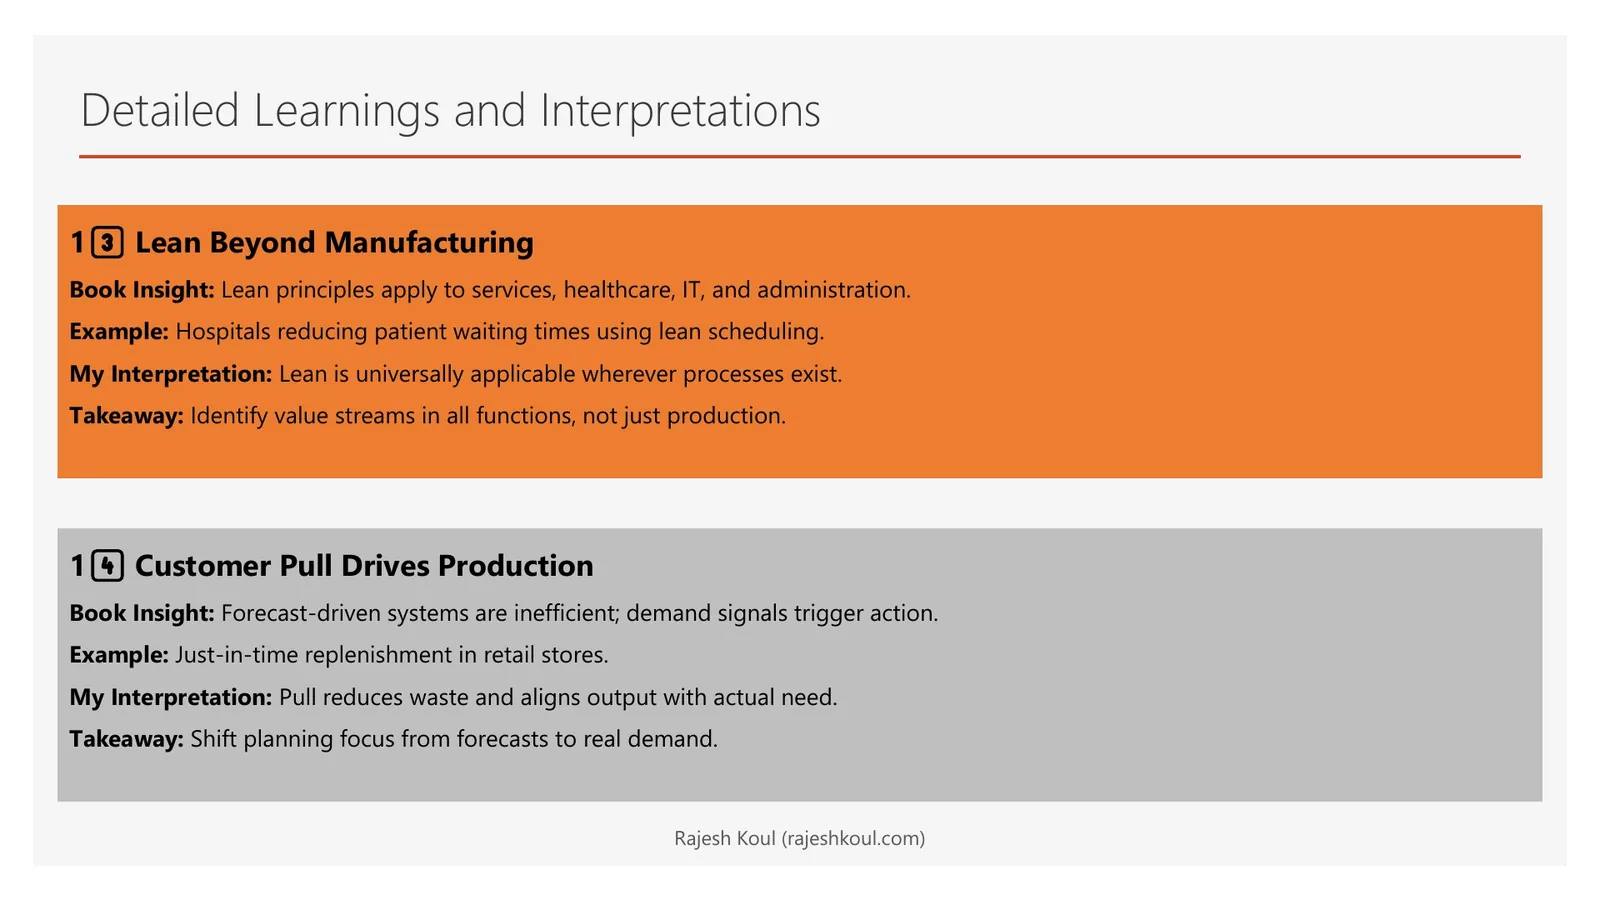 Detailed Learnings and Interpretations
13️⃣ Lean Beyond Manufacturing
Book Insight: Lean principles apply to services, healthcare, IT, and administration.
Example: Hospitals reducing patient waiting times using lean scheduling.
My Interpretation: Lean is universally applicable wherever processes exist.
Takeaway: Identify value streams in all functions, not just production.
14️⃣ Customer Pull Drives Production
Book Insight: Forecast-driven systems are inefficient; demand signals trigger action.
Example: Just-in-time replenishment in retail stores.
My Interpretation: Pull reduces waste and aligns output with actual need.
Takeaway: Shift planning focus from forecasts to real demand.
Rajesh Koul (rajeshkoul.com)